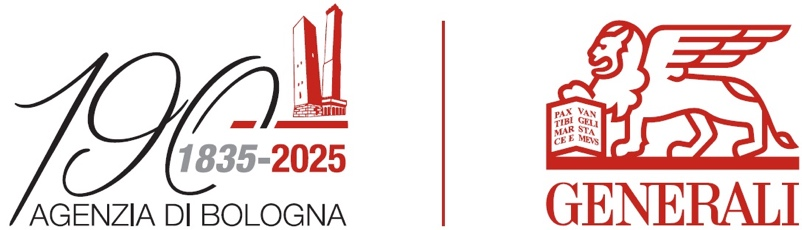 190
1835-2025
AGENZIA DI BOLOGNA
PAX VAN
TIBI GELI
MAR STA
CE E MEVS
GENERALI